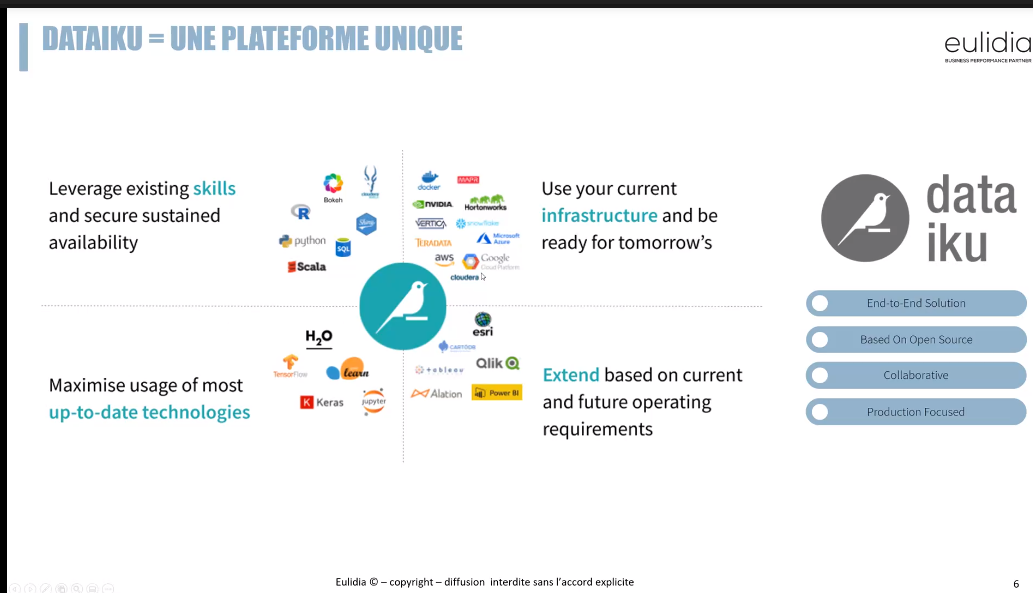 DATAIKU = UNE PLATEFORME UNIQUE
eulidia
BUSINESS PERFORMANCE PARTNER
Leverage existing skills
and secure sustained
availability
Bokeh
cloudera
R
python
SQL
Scala
docker
MAPR
NVIDIA
Hortonworks
VERTICA
snowflake
TERADATA
Microsoft
Azure
aws
Google
Cloud Platform
cloudera
Use your current
infrastructure and be
ready for tomorrow's
data
iku
End-to-End Solution
Based On Open Source
Collaborative
Production Focused
Maximise usage of most
up-to-date technologies
H2O
TensorFlow
learn
K Keras
jupyter
esri
CARTODB
+ableau
Qlik
Alation
Power BI
Extend based on current
and future operating
requirements
Eulidia © – copyright – diffusion interdite sans l'accord explicite
6